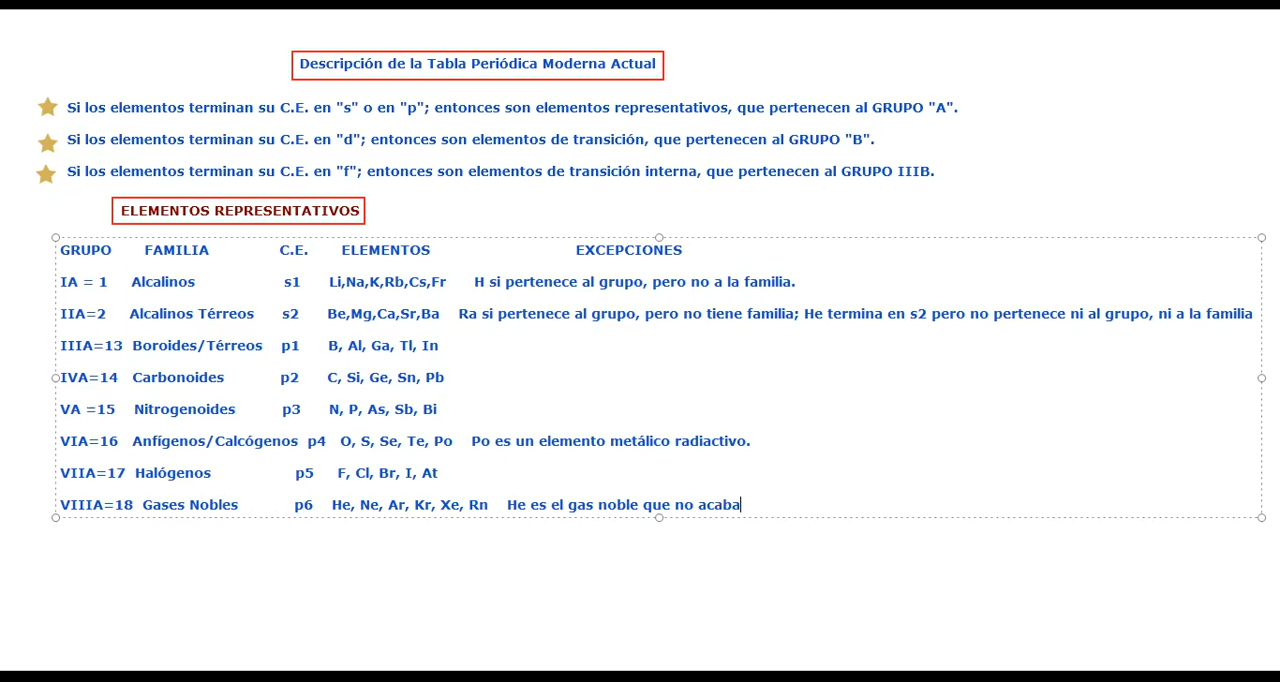 Descripción de la Tabla Periódica Moderna Actual
Si los elementos terminan su C.E. en "s" o en "p"; entonces son elementos representativos, que pertenecen al GRUPO "A".
Si los elementos terminan su C.E. en "d"; entonces son elementos de transición, que pertenecen al GRUPO "B".
Si los elementos terminan su C.E. en "f"; entonces son elementos de transición interna, que pertenecen al GRUPO IIIB.
ELEMENTOS REPRESENTATIVOS
GRUPO FAMILIA C.E. ELEMENTOS EXCEPCIONES
IA = 1 Alcalinos s1 Li,Na,K,Rb,Cs,Fr H si pertenece al grupo, pero no a la familia.
IIA=2 Alcalinos Térreos s2 Be,Mg,Ca,Sr,Ba Ra si pertenece al grupo, pero no tiene familia; He termina en s2 pero no pertenece ni al grupo, ni a la familia
IIIA=13 Boroides/Térreos p1 B, Al, Ga, Tl, In
IVA=14 Carbonoides p2 C, Si, Ge, Sn, Pb
VA =15 Nitrogenoides p3 N, P, As, Sb, Bi
VIA=16 Anfígenos/Calcógenos p4 O, S, Se, Te, Po Po es un elemento metálico radiactivo.
VIIA=17 Halógenos p5 F, Cl, Br, I, At
VIIIA=18 Gases Nobles p6 He, Ne, Ar, Kr, Xe, Rn He es el gas noble que no acaba